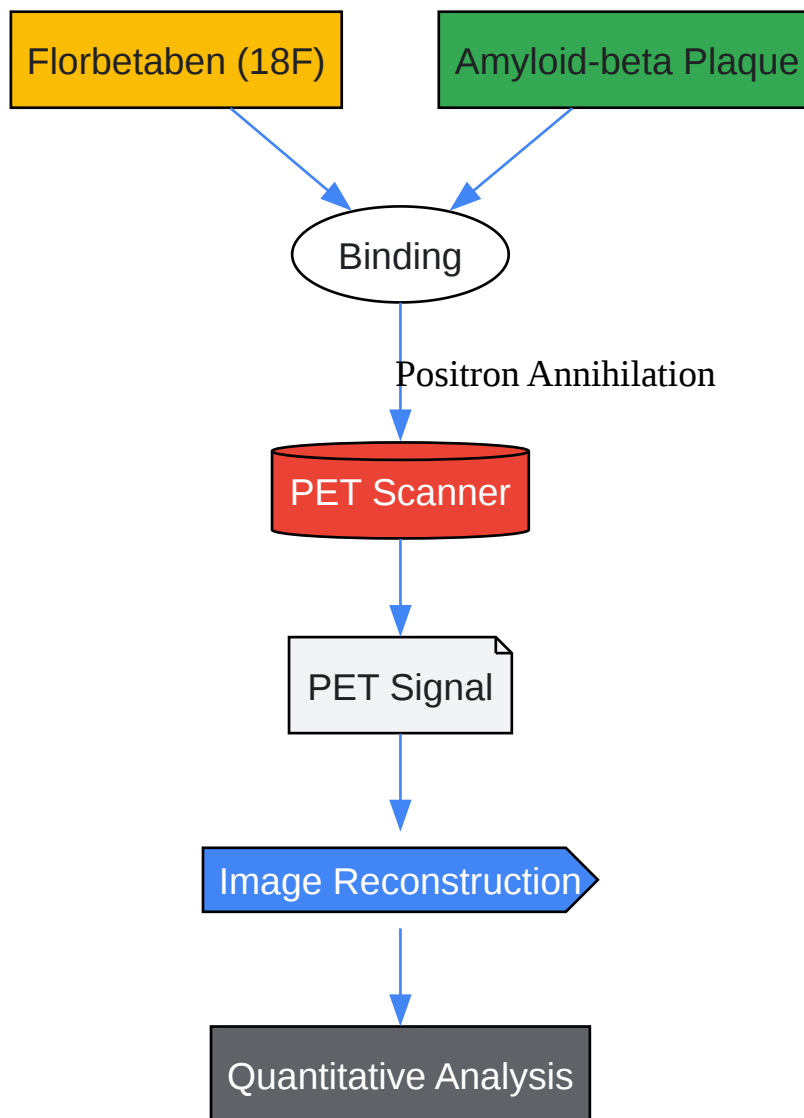 Florbetaben (18F)
Amyloid-beta Plaque
Binding
Positron Annihilation
PET Scanner
PET Signal
Image Reconstruction
Quantitative Analysis